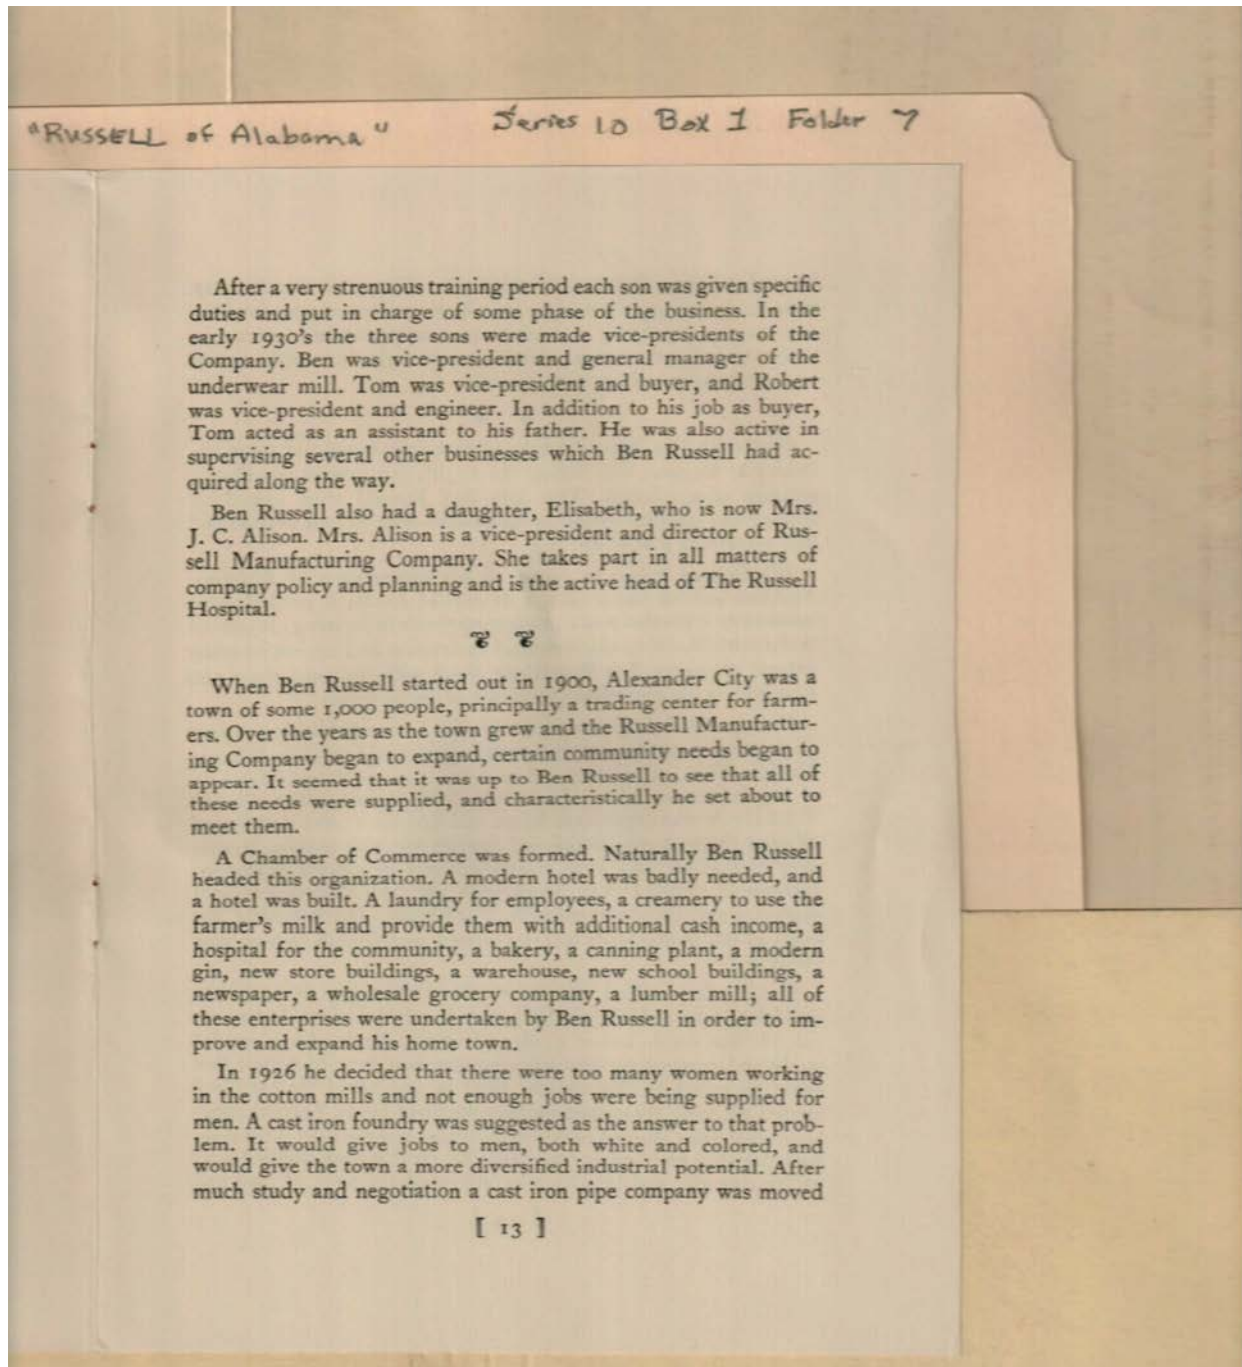 "RUSSELL of Alabama" Series 10 Box 1 Folder 7
After a very strenuous training period each son was given specific
duties and put in charge of some phase of the business. In the
early 1930's the three sons were made vice-presidents of the
Company. Ben was vice-president and general manager of the
underwear mill. Tom was vice-president and buyer, and Robert
was vice-president and engineer. In addition to his job as buyer,
Tom acted as an assistant to his father. He was also active in
supervising several other businesses which Ben Russell had ac-
quired along the way.
Ben Russell also had a daughter, Elisabeth, who is now Mrs.
J. C. Alison. Mrs. Alison is a vice-president and director of Rus-
sell Manufacturing Company. She takes part in all matters of
company policy and planning and is the active head of The Russell
Hospital.
When Ben Russell started out in 1900, Alexander City was a
town of some 1,000 people, principally a trading center for farm-
ers. Over the years as the town grew and the Russell Manufactur-
ing Company began to expand, certain community needs began to
appear. It seemed that it was up to Ben Russell to see that all of
these needs were supplied, and characteristically he set about to
meet them.
A Chamber of Commerce was formed. Naturally Ben Russell
headed this organization. A modern hotel was badly needed, and
a hotel was built. A laundry for employees, a creamery to use the
farmer's milk and provide them with additional cash income, a
hospital for the community, a bakery, a canning plant, a modern
gin, new store buildings, a warehouse, new school buildings, a
newspaper, a wholesale grocery company, a lumber mill; all of
these enterprises were undertaken by Ben Russell in order to im-
prove and expand his home town.
In 1926 he decided that there were too many women working
in the cotton mills and not enough jobs were being supplied for
men. A cast iron foundry was suggested as the answer to that prob-
lem. It would give jobs to men, both white and colored, and
would give the town a more diversified industrial potential. After
much study and negotiation a cast iron pipe company was moved
[ 13 ]